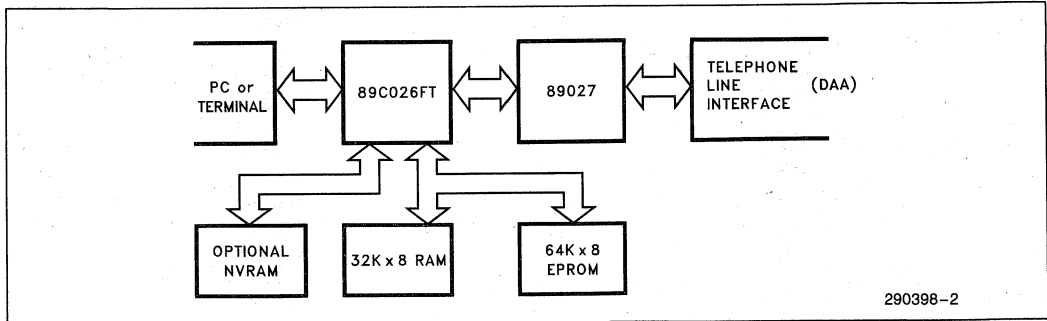 PC or
TERMINAL
89C026FT
89027
TELEPHONE
LINE (DAA)
INTERFACE
OPTIONAL
NVRAM
32K x 8 RAM
64K x 8
EPROM
290398-2